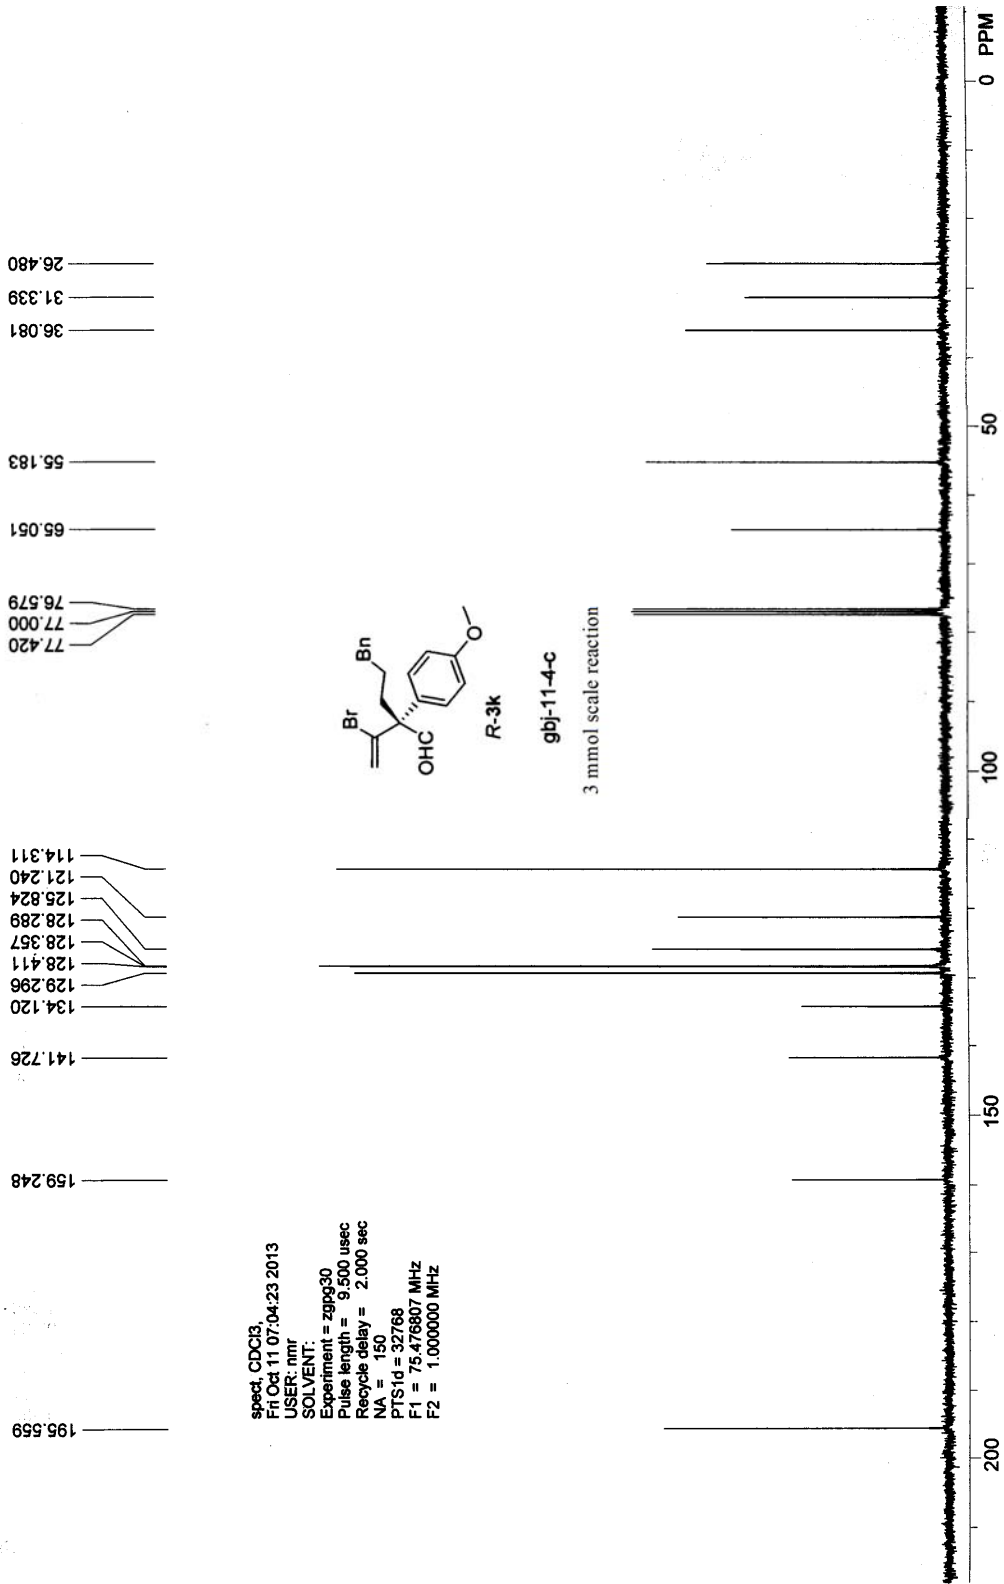 195.559
159.248
141.726
134.120
129.296
128.411
128.357
128.289
125.824
121.240
114.311
77.420
77.000
76.579
65.051
55.183
36.081
31.339
26.480
spect, CDCl3,
Fri Oct 11 07:04:23 2013
USER: nmr
SOLVENT:
Experiment = zgpg30
Pulse length = 9.500 usec
Recycle delay = 2.000 sec
NA = 150
PTS1d = 32768
F1 = 75.476807 MHz
F2 = 1.000000 MHz
Br
Bn
OHC
O
R-3k
gbj-11-4-c
3 mmol scale reaction
200
150
100
50
0 PPM